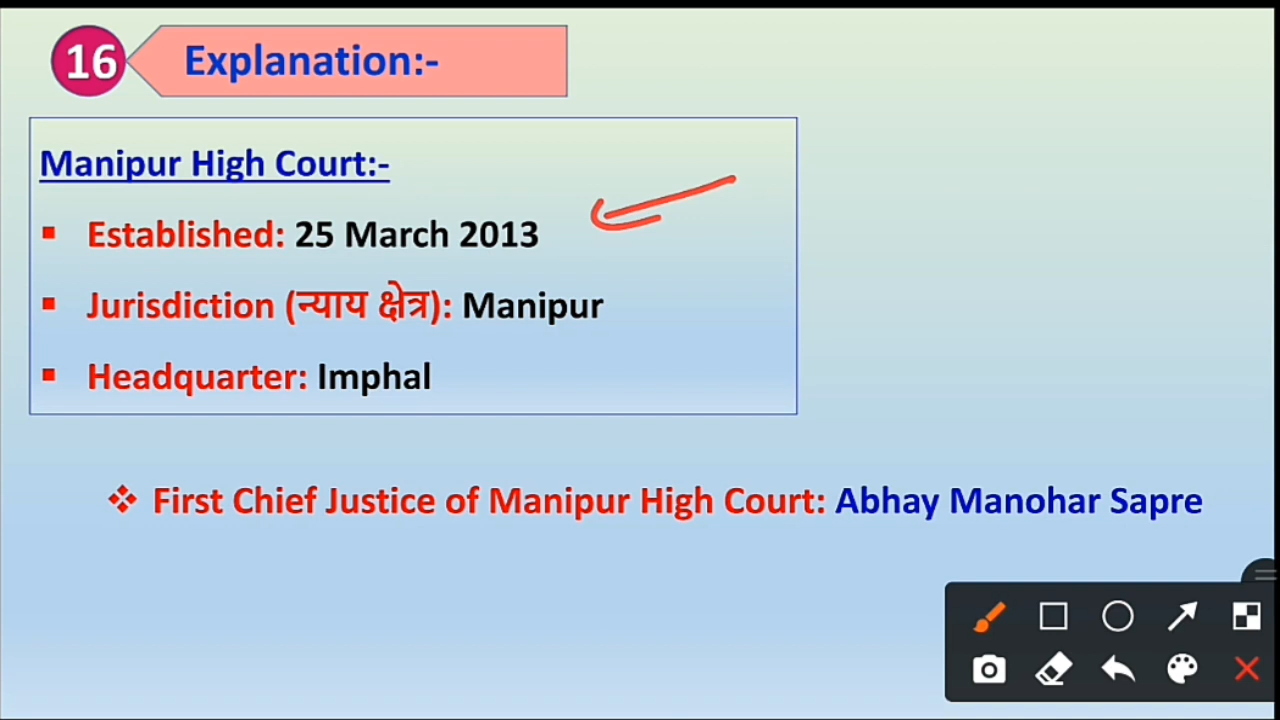 16 Explanation:-
Manipur High Court:-
▪ Established: 25 March 2013
▪ Jurisdiction (न्याय क्षेत्र): Manipur
▪ Headquarter: Imphal
❖ First Chief Justice of Manipur High Court: Abhay Manohar Sapre